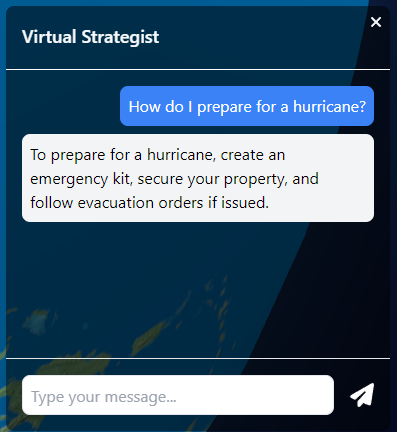 Virtual Strategist
How do I prepare for a hurricane?
To prepare for a hurricane, create an
emergency kit, secure your property, and
follow evacuation orders if issued.
Type your message...